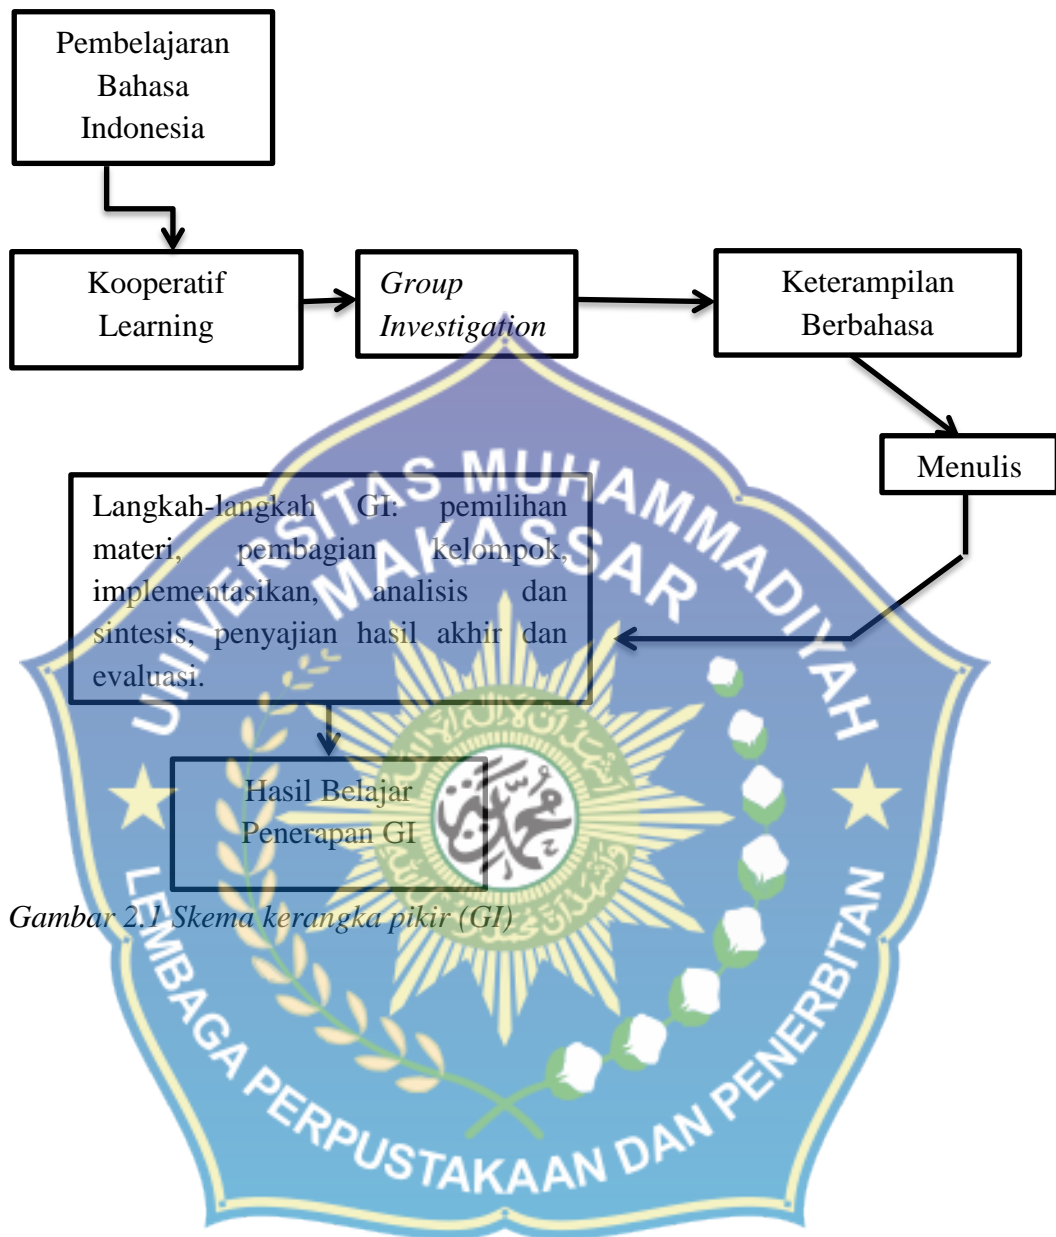 Pembelajaran
Bahasa
Indonesia
Kooperatif
Learning
Group
Investigation
Keterampilan
Berbahasa
Menulis
Langkah-langkah GI: pemilihan
materi, pembagian kelompok,
implementasikan, analisis dan
sintesis, penyajian hasil akhir dan
evaluasi.
Hasil Belajar
Penerapan GI
Gambar 2.1 Skema kerangka pikir (GI)
UNIVERSITAS MUHAMMADIYAH
MAKASSAR
LEMBAGA PERPUSTAKAAN DAN PENERBITAN